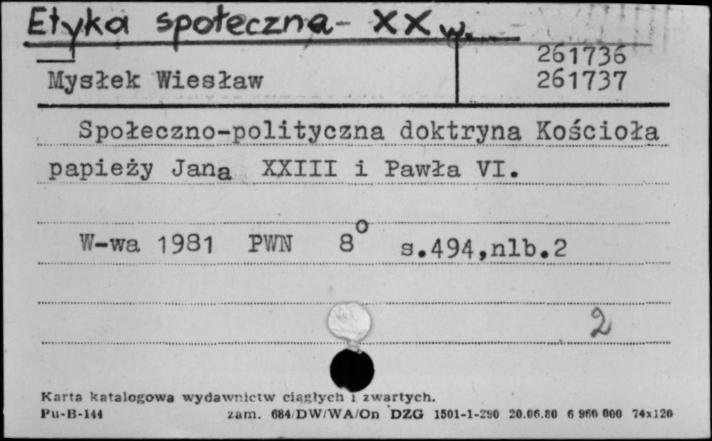 Etyka społeczna - XX w.
261736
Mysłek Wiesław 261737
Społeczno-polityczna doktryna Kościoła
papieży Jana XXIII i Pawła VI.
W-wa 1981 PWN 8° s.494,nlb.2
2
Karta katalogowa wydawnictw ciągłych i zwartych.
Pu-B-144 zam. 684/DW/WA/On DZG 1501-1-290 20.06.80 6 960 000 74x120